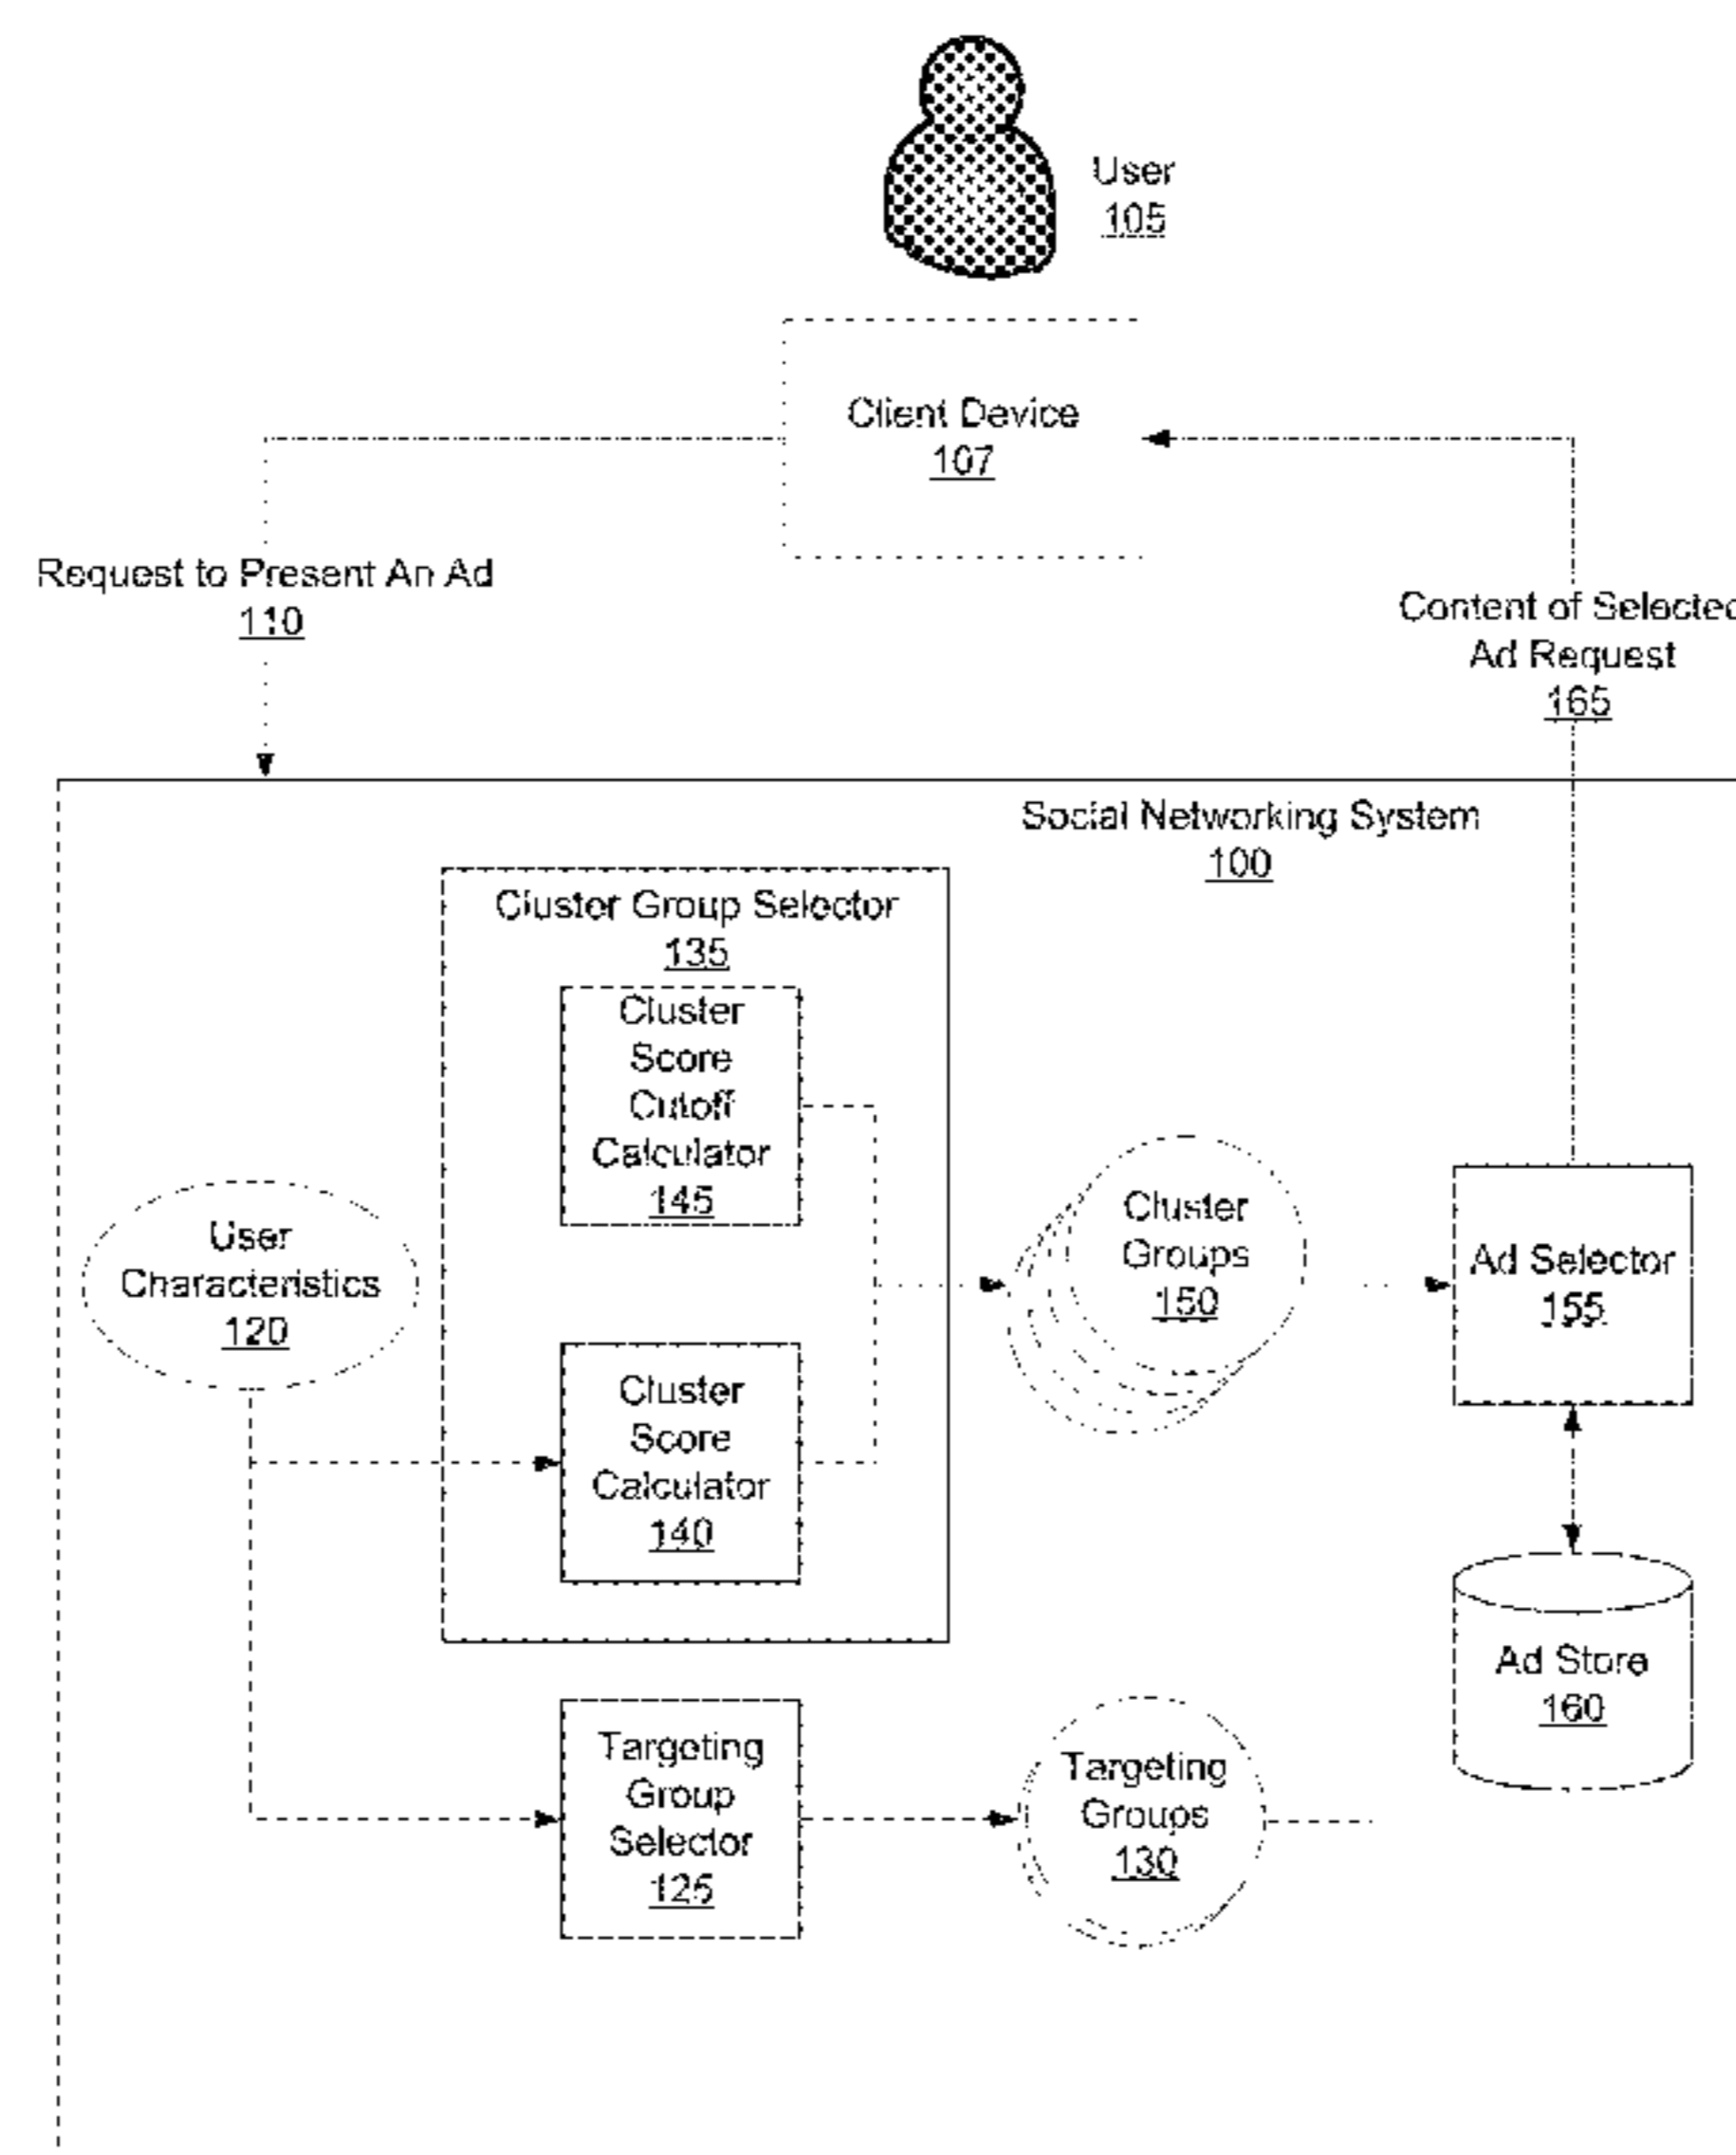 User
105
Client Device
107
Request to Present An Ad
110
Content of Selected
Ad Request
165
Social Networking System
100
Cluster Group Selector
135
Cluster
Score
Cutoff
Calculator
145
User
Characteristics
120
Cluster
Groups
150
Ad Selector
155
Cluster
Score
Calculator
140
Ad Store
160
Targeting
Group
Selector
125
Targeting
Groups
130